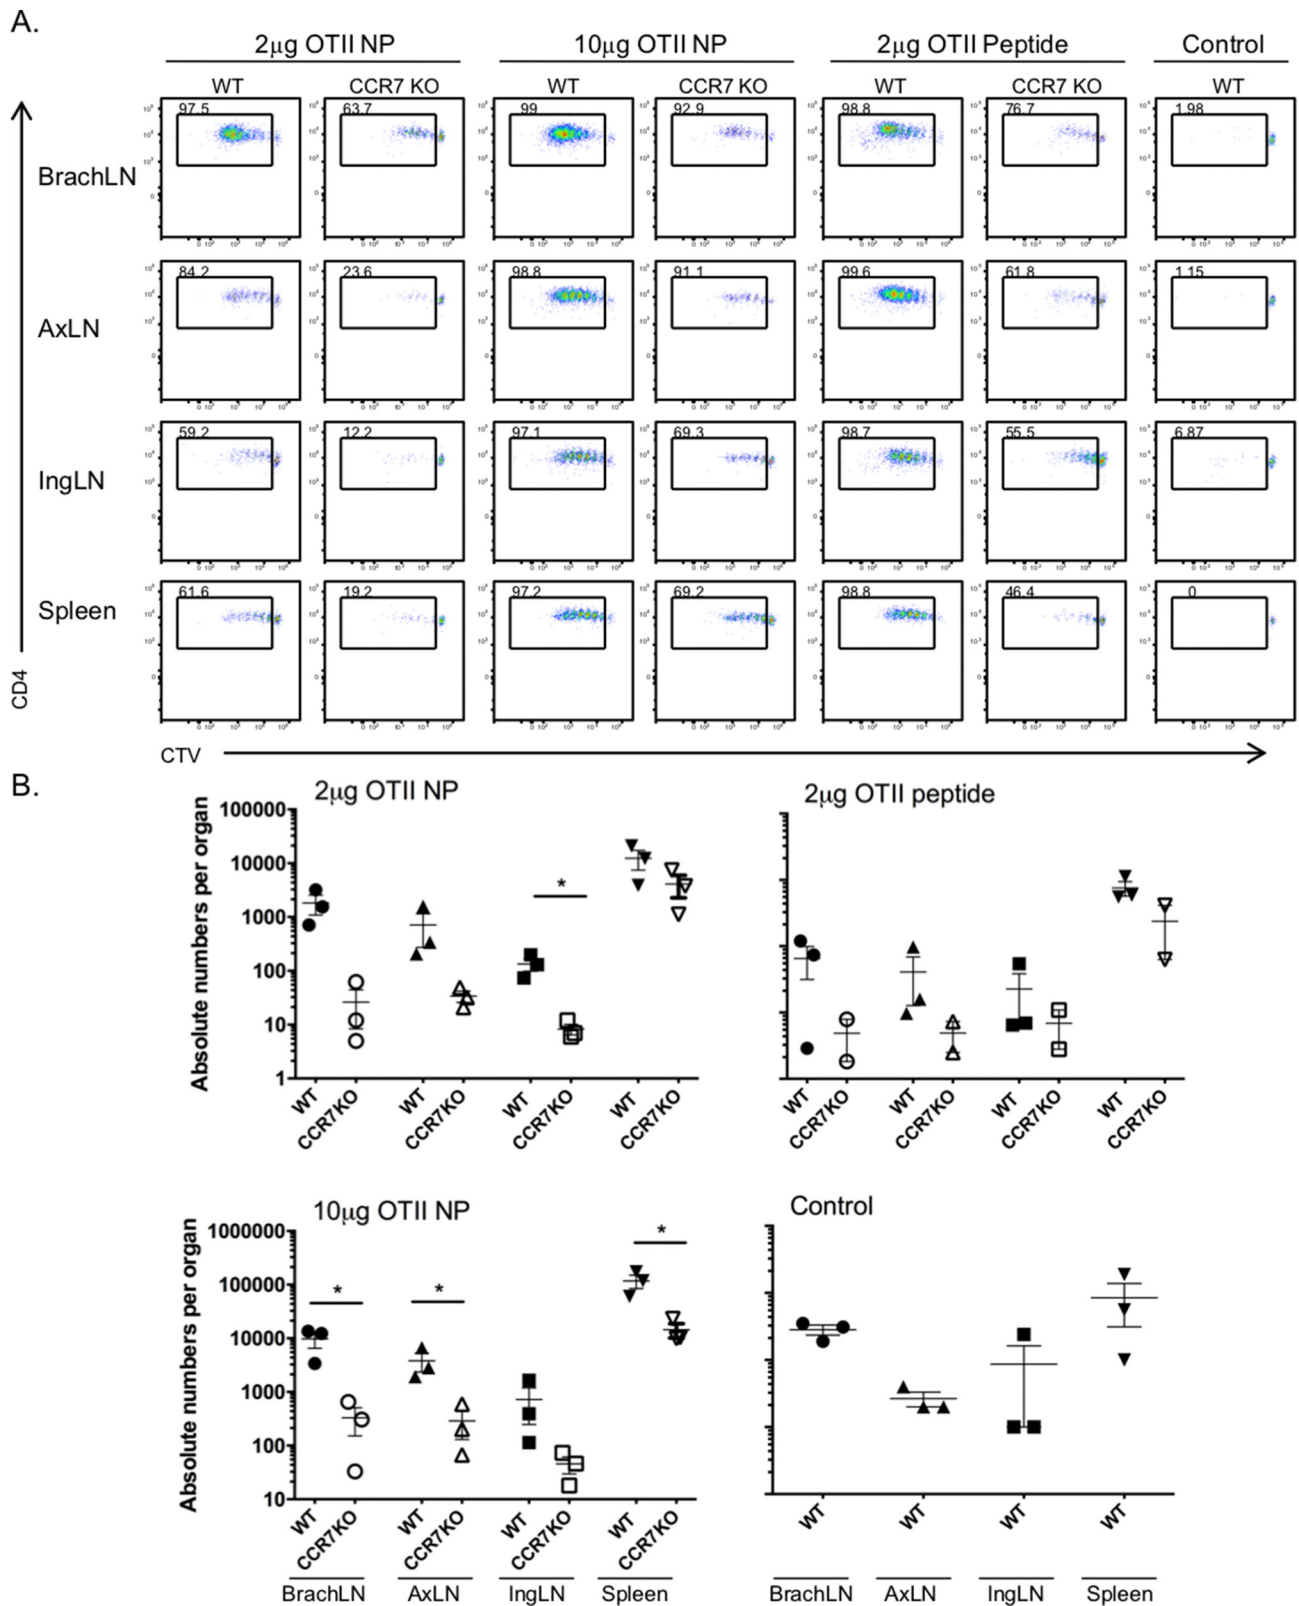 A.
2µg OTII NP 10µg OTII NP 2µg OTII Peptide Control
WT CCR7 KO WT CCR7 KO WT CCR7 KO WT
BrachLN
97.5 63.7 99 92.9 98.8 76.7 1.98
AxLN
84.2 23.6 98.8 91.1 99.6 61.8 1.15
IngLN
59.2 12.2 97.1 69.3 98.7 55.5 6.87
Spleen
61.6 19.2 97.2 69.2 98.8 46.4 0
CD4
CTV
B.
2µg OTII NP
Absolute numbers per organ
100000
10000
1000
100
10
1
*
WT CCR7KO WT CCR7KO WT CCR7KO WT CCR7KO
2µg OTII peptide
WT CCR7KO WT CCR7KO WT CCR7KO WT CCR7KO
10µg OTII NP
Absolute numbers per organ
1000000
100000
10000
1000
100
10
* * *
WT CCR7KO WT CCR7KO WT CCR7KO WT CCR7KO
BrachLN AxLN IngLN Spleen
Control
WT WT WT WT
BrachLN AxLN IngLN Spleen